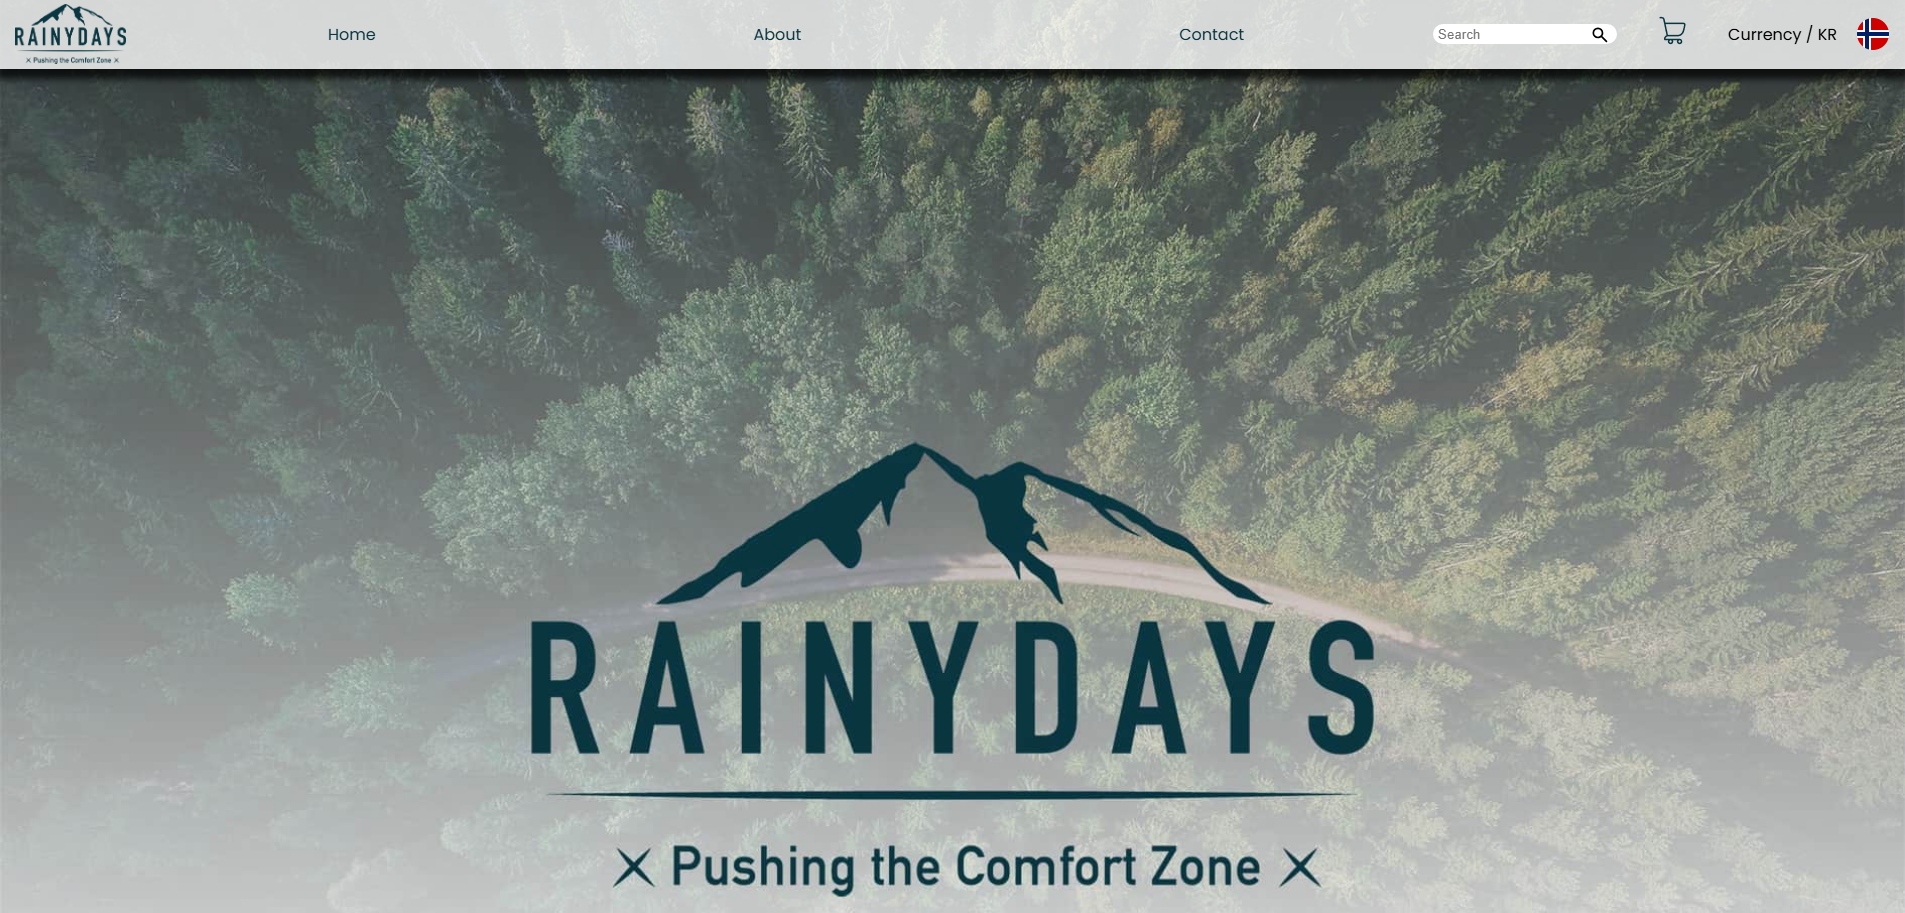 RAINYDAYS
× Pushing the Comfort Zone ×
Home
About
Contact
Search
Currency / KR
RAINYDAYS
× Pushing the Comfort Zone ×